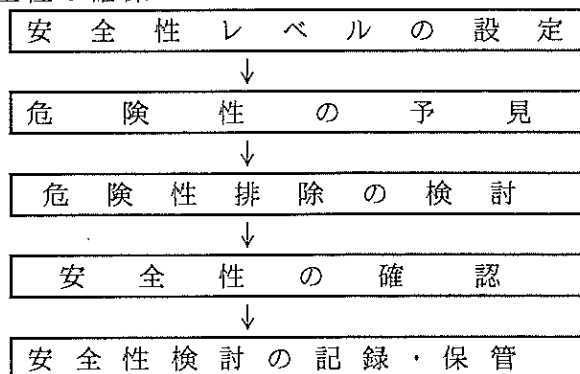 安全性レベルの設定
↓
危険性の予見
↓
危険性排除の検討
↓
安全性の確認
↓
安全性検討の記録・保管